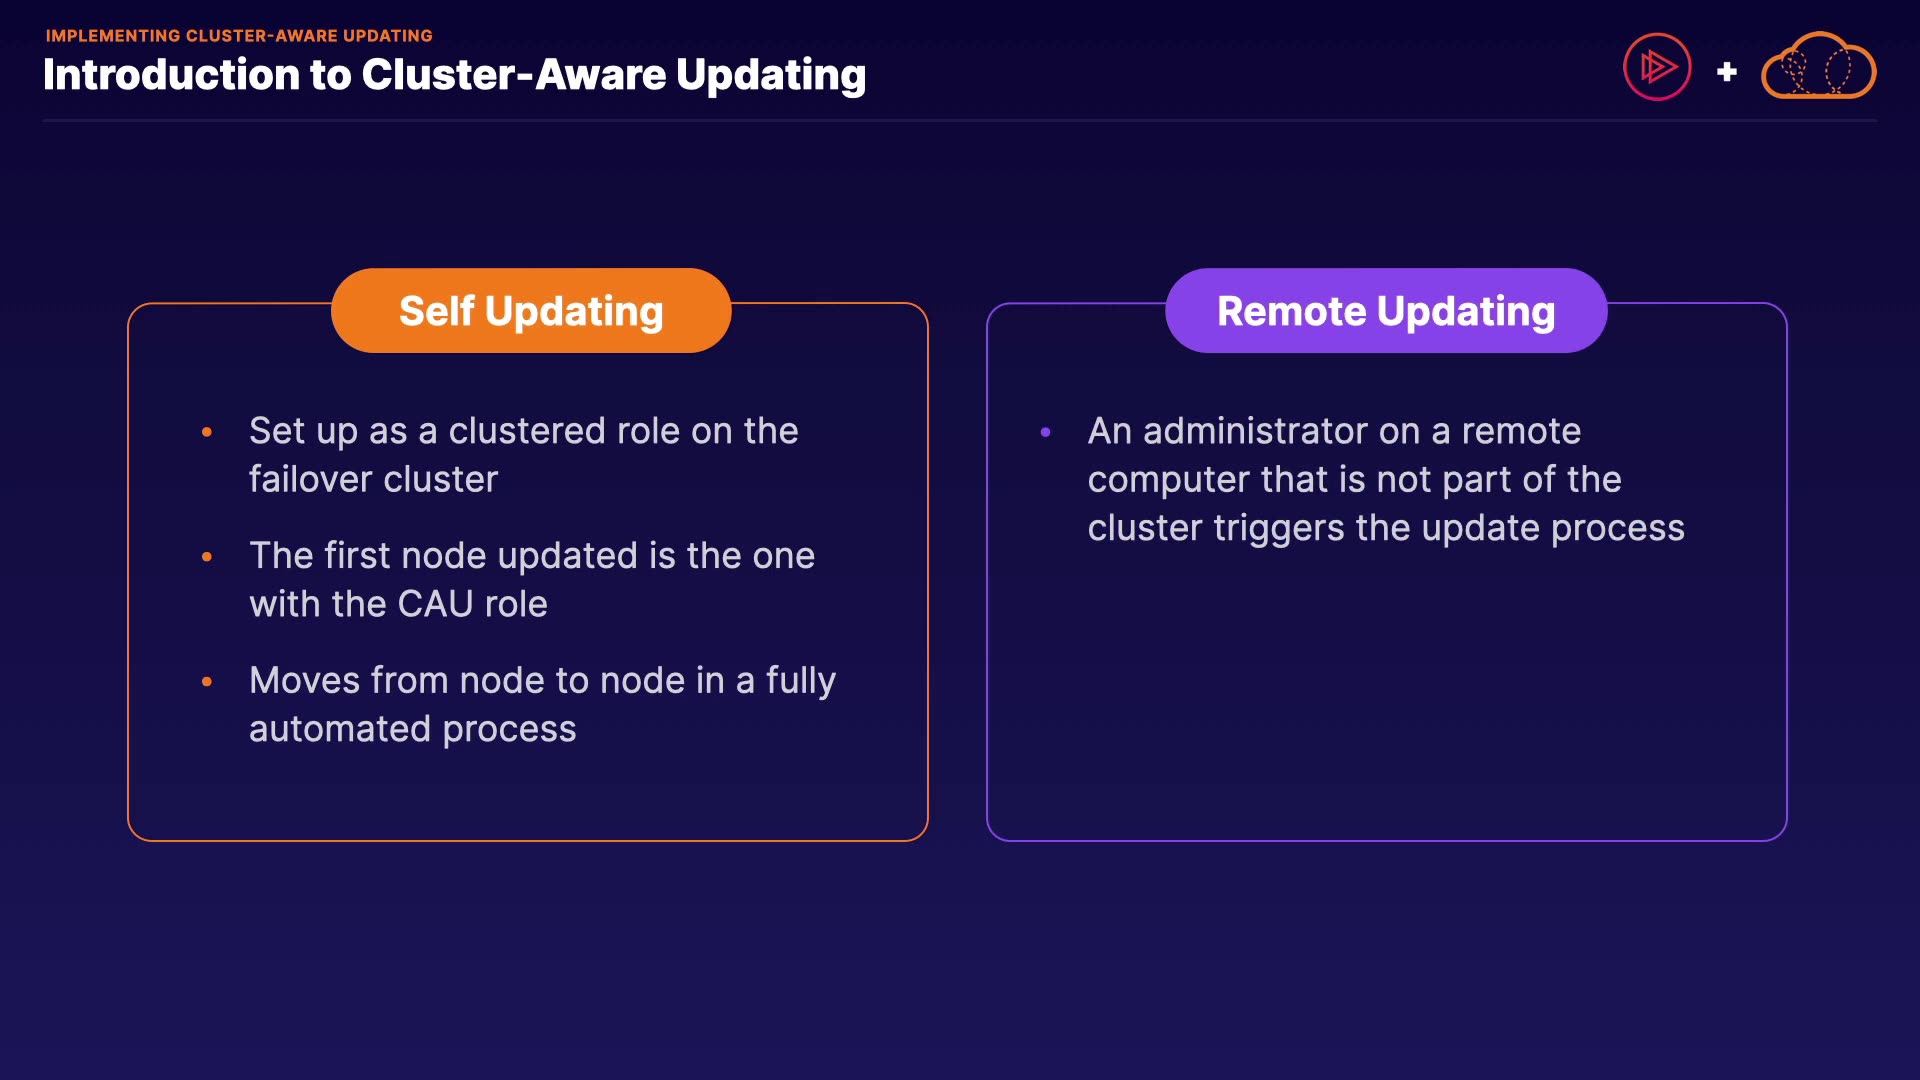 IMPLEMENTING CLUSTER-AWARE UPDATING
Introduction to Cluster-Aware Updating
+
Self Updating
• Set up as a clustered role on the
failover cluster
• The first node updated is the one
with the CAU role
• Moves from node to node in a fully
automated process
Remote Updating
• An administrator on a remote
computer that is not part of the
cluster triggers the update process